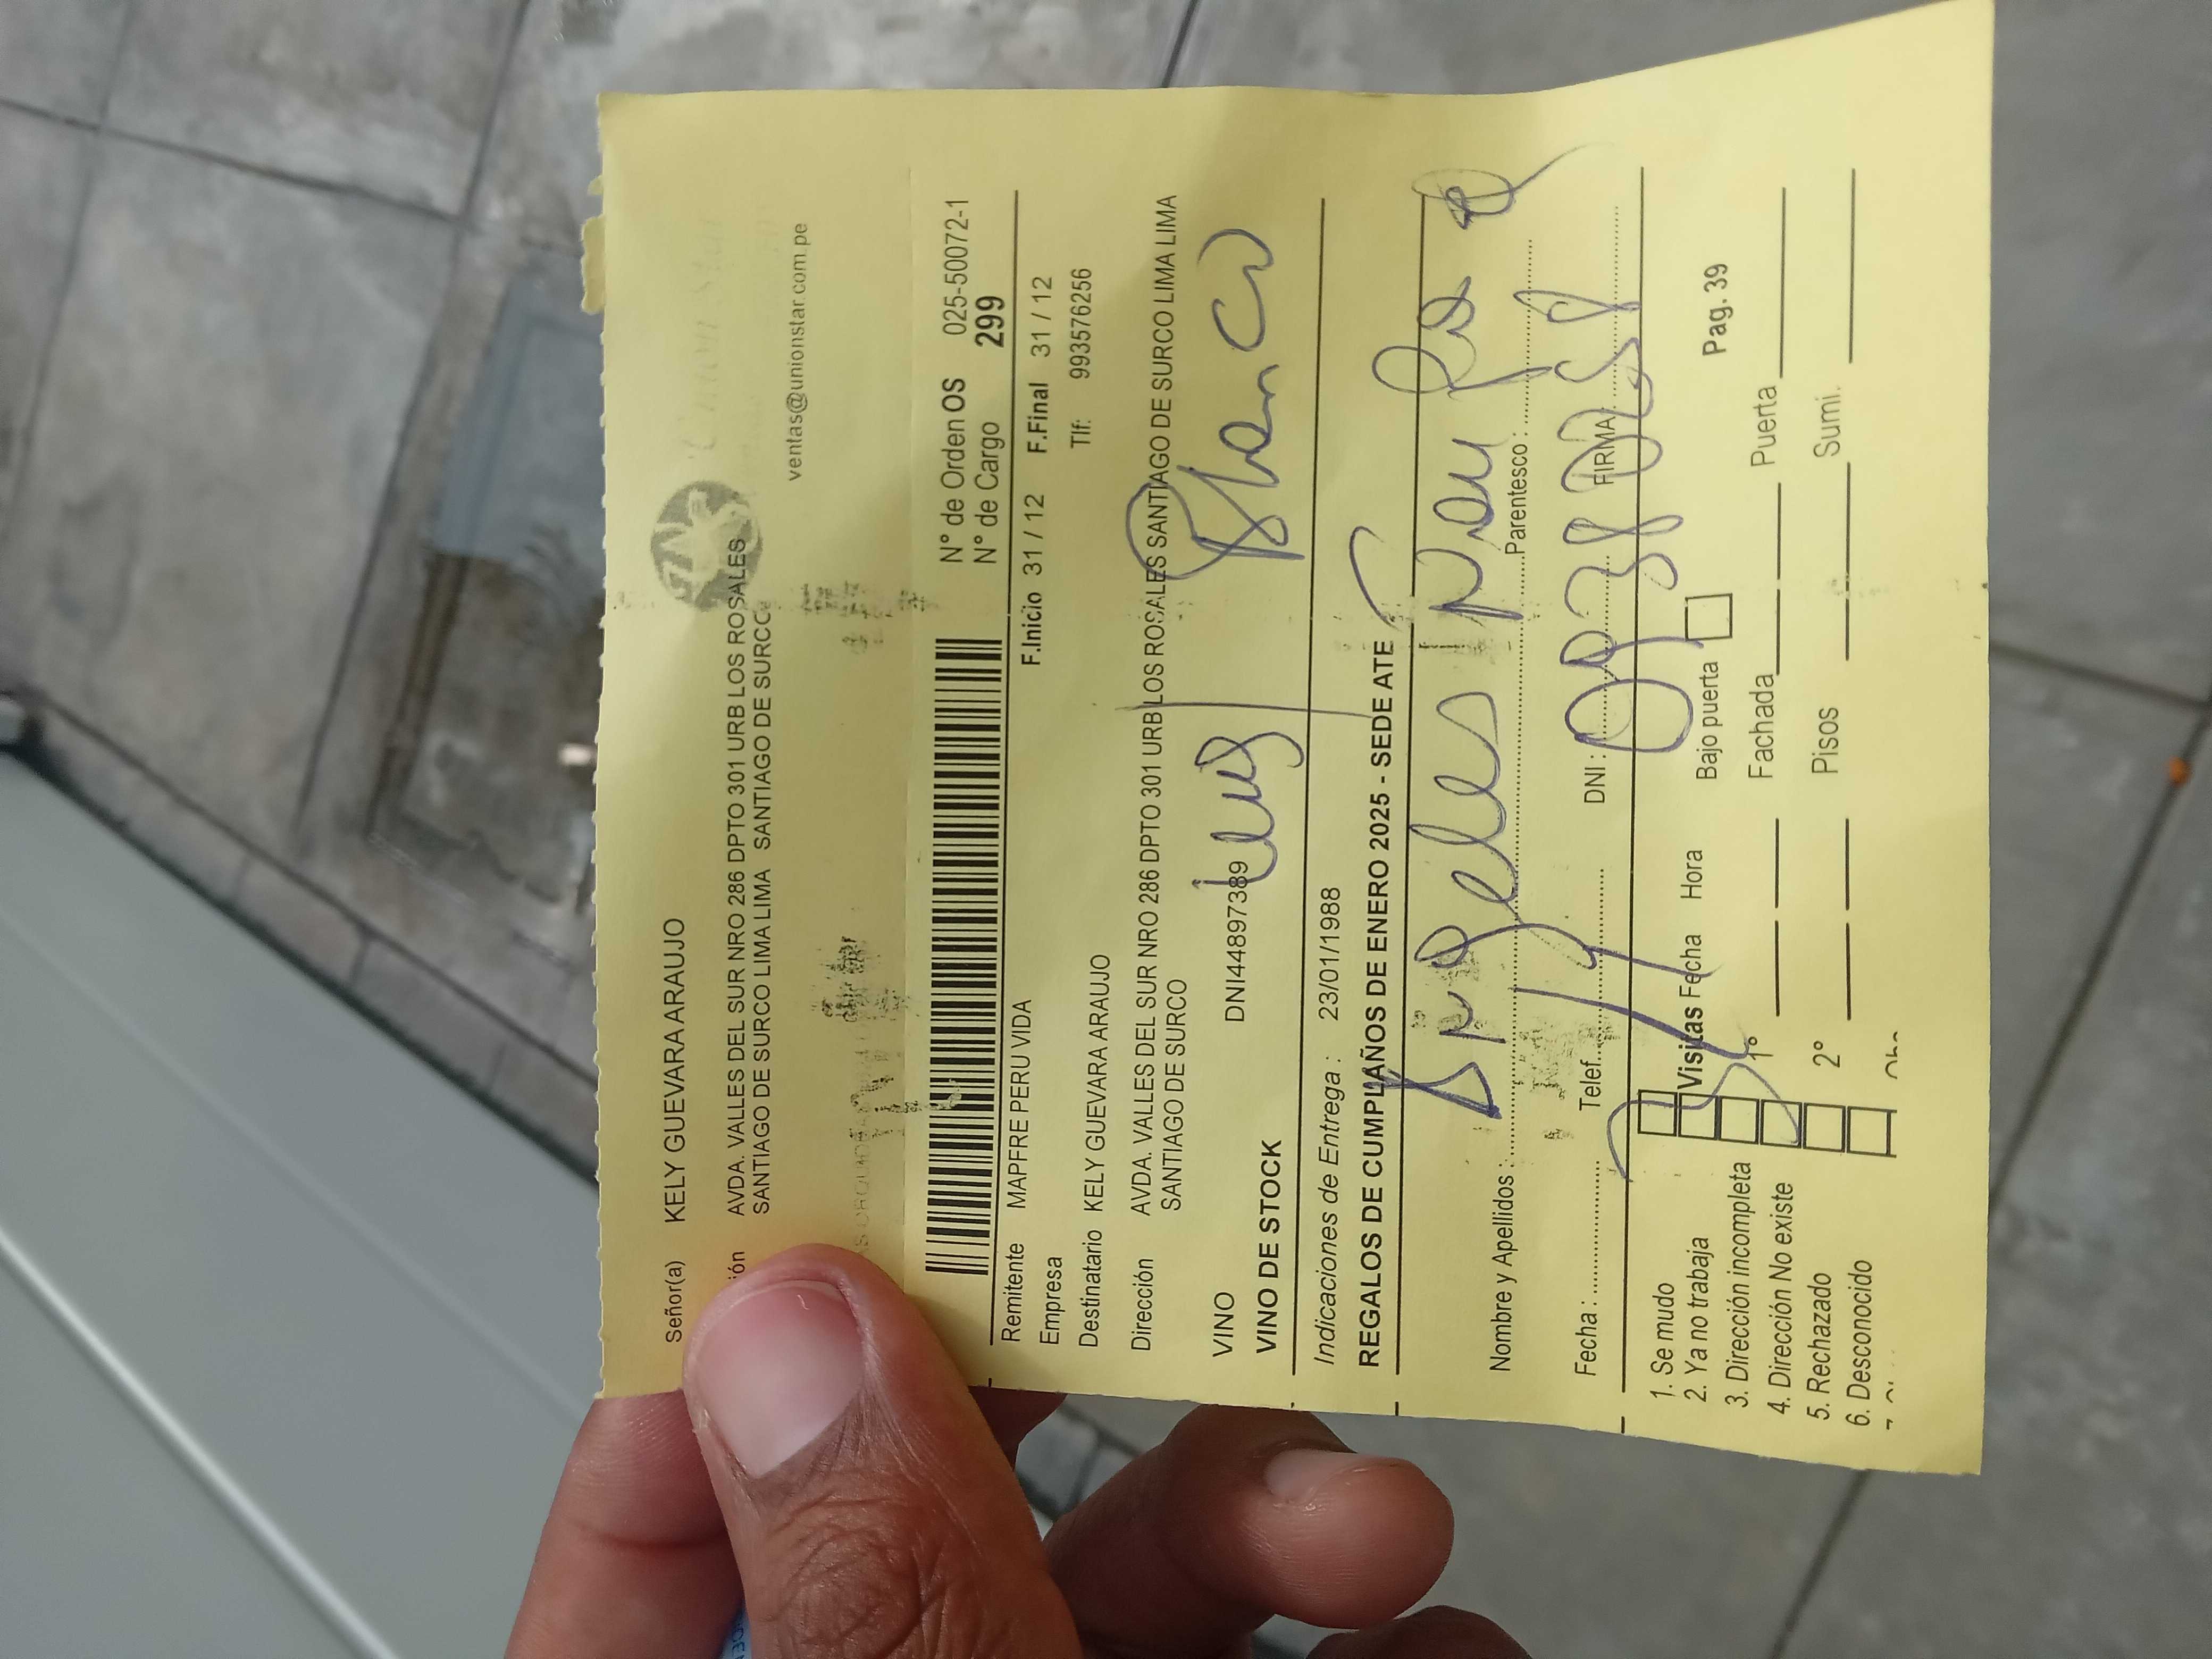 Señor(a) KELY GUEVARA ARAUJO
ión AVDA. VALLES DEL SUR NRO 286 DPTO 301 URB LOS ROSALES
SANTIAGO DE SURCO LIMA LIMA SANTIAGO DE SURCO
ventas@unionstar.com.pe
N° de Orden OS 025-50072-1
N° de Cargo 299
Remitente MAPFRE PERU VIDA
F.Inicio 31 / 12 F.Final 31 / 12
Empresa
Tlf: 993576256
Destinatario KELY GUEVARA ARAUJO
Dirección AVDA. VALLES DEL SUR NRO 286 DPTO 301 URB LOS ROSALES SANTIAGO DE SURCO LIMA LIMA
SANTIAGO DE SURCO
VINO DNI44897389
Luis Blanco
VINO DE STOCK
Indicaciones de Entrega : 23/01/1988
REGALOS DE CUMPLIAÑOS DE ENERO 2025 - SEDE ATE
Nombre y Apellidos : Parentesco :
Fecha : Telef. DNI : FIRMA
1. Se mudo
2. Ya no trabaja Visitas Fecha Hora Bajo puerta Pag. 39
3. Dirección incompleta
4. Dirección No existe 1° Fachada Puerta
5. Rechazado
6. Desconocido 2° Pisos Sumi.